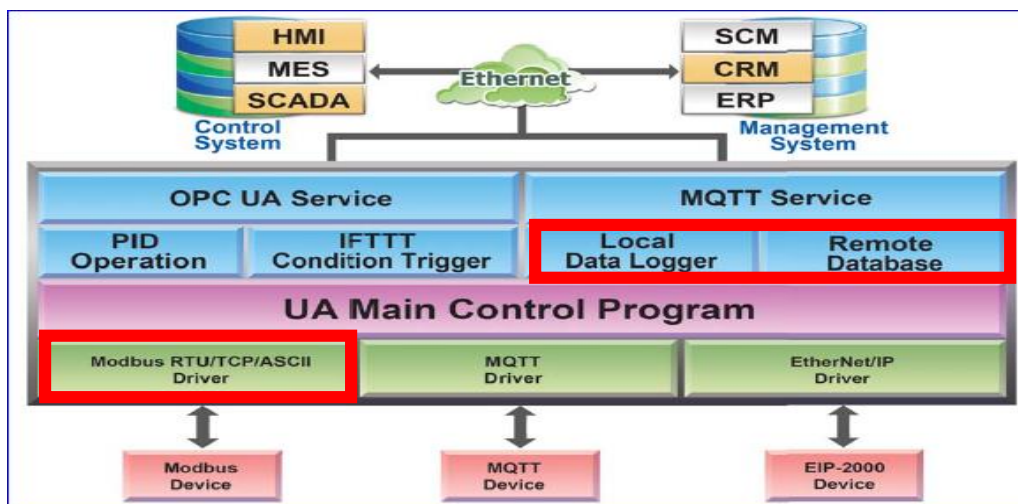 HMI
MES
SCADA
Control
System
Ethernet
SCM
CRM
ERP
Management
System
OPC UA Service
MQTT Service
PID
Operation
IFTTT
Condition Trigger
Local
Data Logger
Remote
Database
UA Main Control Program
Modbus RTU/TCP/ASCII
Driver
MQTT
Driver
EtherNet/IP
Driver
Modbus
Device
MQTT
Device
EIP-2000
Device